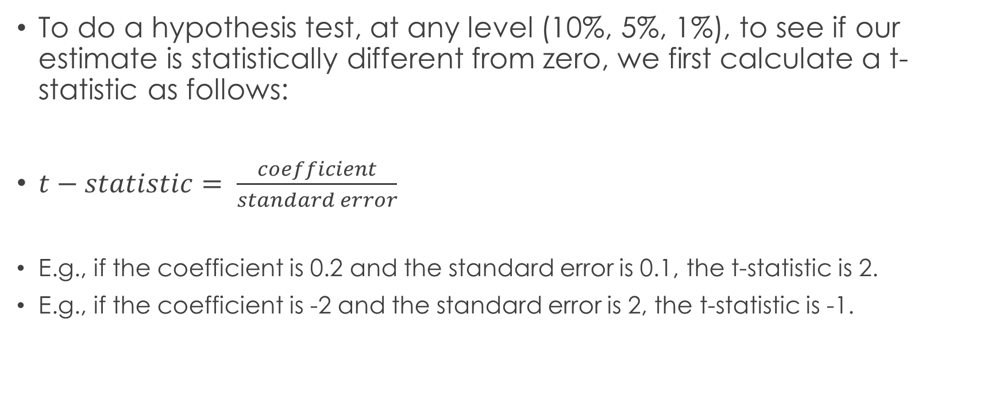 • To do a hypothesis test, at any level (10%, 5%, 1%), to see if our
estimate is statistically different from zero, we first calculate a t-
statistic as follows:
• t − statistic = coefficient / standard error
• E.g., if the coefficient is 0.2 and the standard error is 0.1, the t-statistic is 2.
• E.g., if the coefficient is -2 and the standard error is 2, the t-statistic is -1.